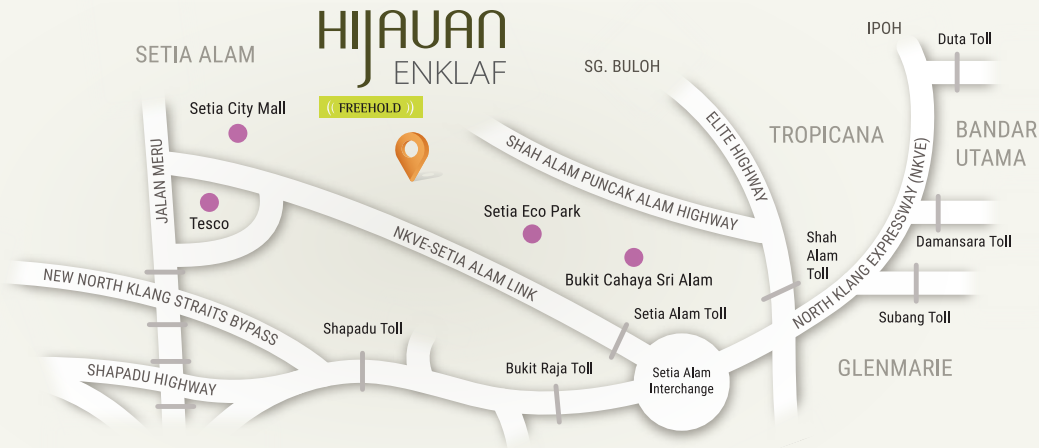 HIJAUAN
ENKLAF
FREEHOLD
SETIA ALAM
SG. BULOH
IPOH
Duta Toll
Setia City Mall
TROPICANA
BANDAR
UTAMA
JALAN MERU
ELITE HIGHWAY
SHAH ALAM PUNCAK ALAM HIGHWAY
NORTH KLANG EXPRESSWAY (NKVE)
Tesco
Setia Eco Park
NKVE-SETIA ALAM LINK
Shah
Alam
Toll
Damansara Toll
Bukit Cahaya Sri Alam
NEW NORTH KLANG STRAITS BYPASS
Setia Alam Toll
Subang Toll
Shapadu Toll
SHAPADU HIGHWAY
Bukit Raja Toll
Setia Alam
Interchange
GLENMARIE